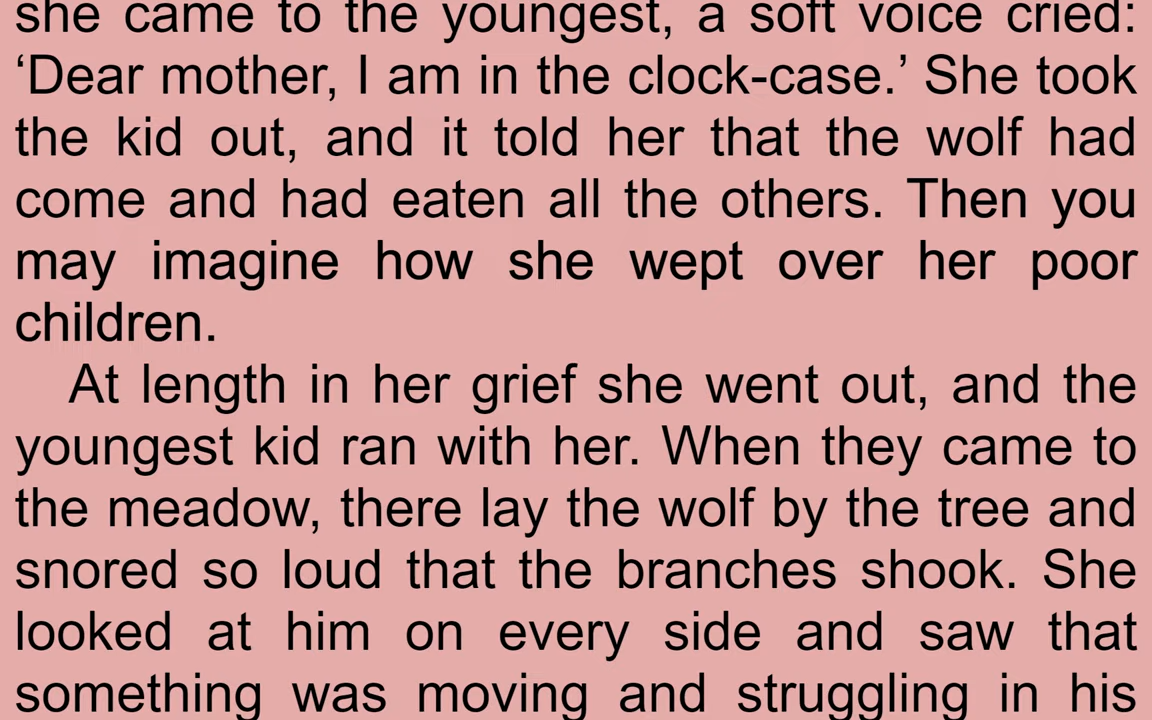 she came to the youngest, a soft voice cried:
‘Dear mother, I am in the clock-case.’ She took
the kid out, and it told her that the wolf had
come and had eaten all the others. Then you
may imagine how she wept over her poor
children.
At length in her grief she went out, and the
youngest kid ran with her. When they came to
the meadow, there lay the wolf by the tree and
snored so loud that the branches shook. She
looked at him on every side and saw that
something was moving and struggling in his